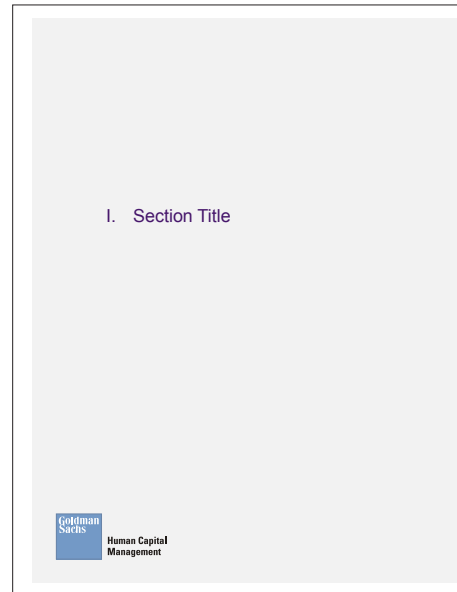 I. Section Title
Goldman
Sachs
Human Capital
Management